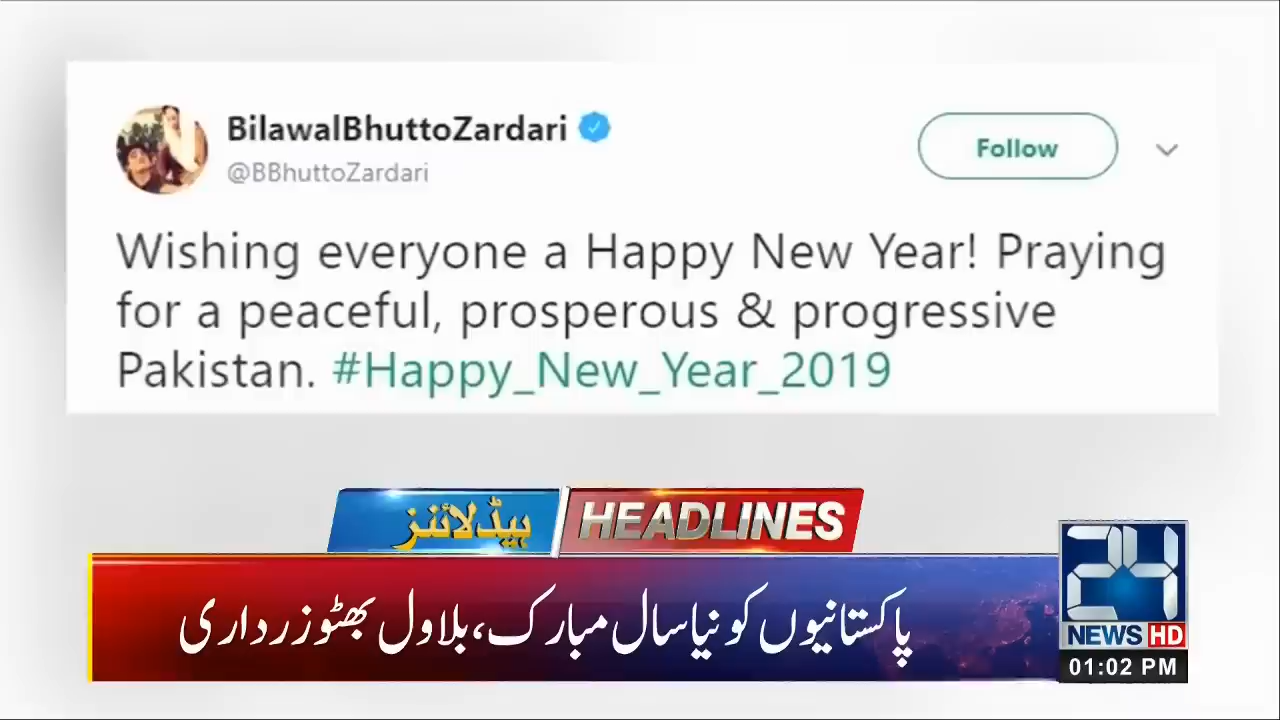 BilawalBhuttoZardari
@BBhuttoZardari
Follow
Wishing everyone a Happy New Year! Praying
for a peaceful, prosperous & progressive
Pakistan. #Happy_New_Year_2019
ہیڈلائنز HEADLINES
پاکستانیوں کو نیا سال مبارک، بلاول بھٹو زرداری
24
NEWS HD
01:02 PM